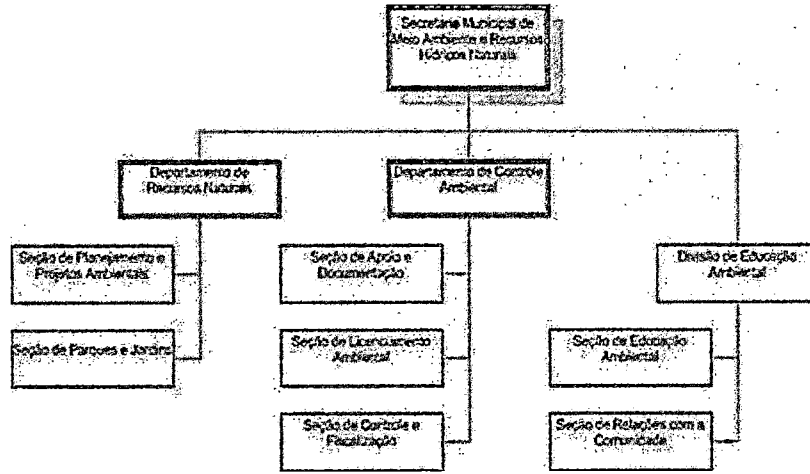 Secretária Municipal de
Meio Ambiente e Recursos
Hídricos Naturais
Departamento de
Recursos Naturais
Departamento de Controle
Ambiental
Seção de Planejamento e
Projetos Ambientais
Seção de Apoio e
Documentação
Divisão de Educação
Ambiental
Seção de Parques e Jardins
Seção de Licenciamento
Ambiental
Seção de Educação
Ambiental
Seção de Controle e
Fiscalização
Seção de Relações com a
Comunidade